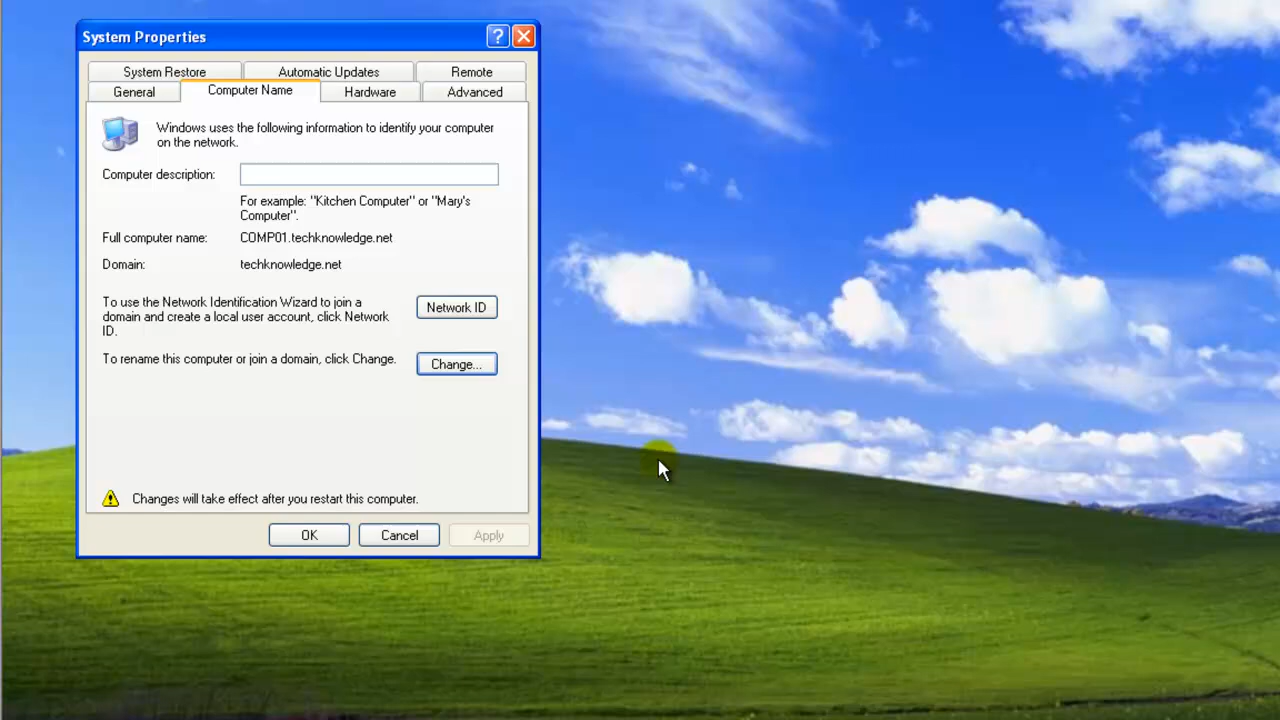 System Properties
System Restore
Automatic Updates
Remote
General
Computer Name
Hardware
Advanced
Windows uses the following information to identify your computer
on the network.
Computer description:
For example: "Kitchen Computer" or "Mary's
Computer".
Full computer name:
COMP01.techknowledge.net
Domain:
techknowledge.net
To use the Network Identification Wizard to join a
domain and create a local user account, click Network
ID.
Network ID
To rename this computer or join a domain, click Change.
Change...
Changes will take effect after you restart this computer.
OK
Cancel
Apply